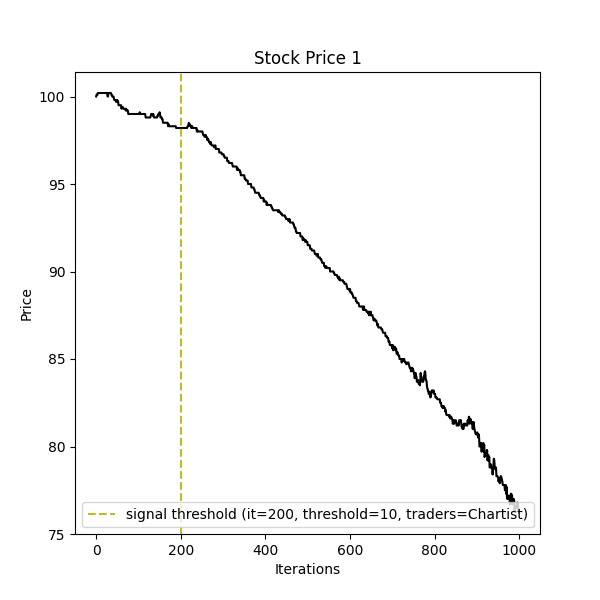 Stock Price 1
100
95
90
85
80
75
Price
signal threshold (it=200, threshold=10, traders=Chartist)
0 200 400 600 800 1000
Iterations